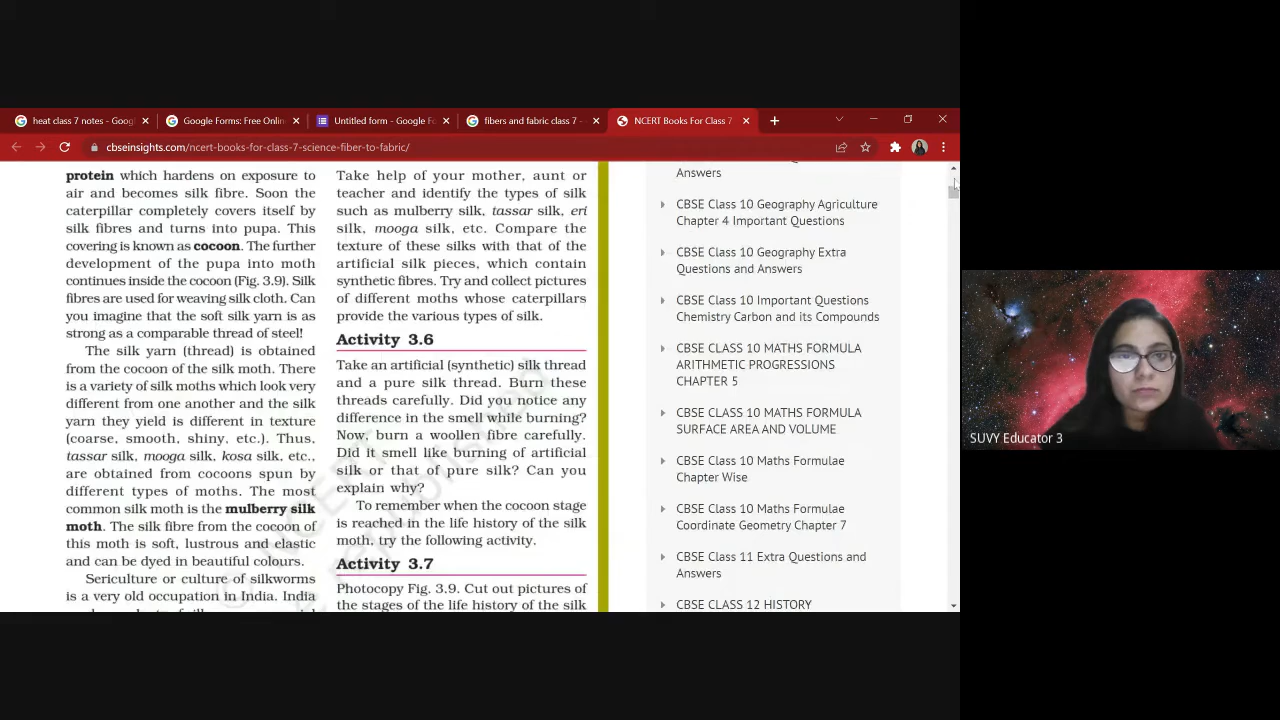 heat class 7 notes - Goog
Google Forms: Free Onlin
Untitled form - Google Fo
fibers and fabric class 7 -
NCERT Books For Class 7
cbseinsights.com/ncert-books-for-class-7-science-fiber-to-fabric/
protein which hardens on exposure to
air and becomes silk fibre. Soon the
caterpillar completely covers itself by
silk fibres and turns into pupa. This
covering is known as cocoon. The further
development of the pupa into moth
continues inside the cocoon (Fig. 3.9). Silk
fibres are used for weaving silk cloth. Can
you imagine that the soft silk yarn is as
strong as a comparable thread of steel!
The silk yarn (thread) is obtained
from the cocoon of the silk moth. There
is a variety of silk moths which look very
different from one another and the silk
yarn they yield is different in texture
(coarse, smooth, shiny, etc.). Thus,
tassar silk, mooga silk, kosa silk, etc.,
are obtained from cocoons spun by
different types of moths. The most
common silk moth is the mulberry silk
moth. The silk fibre from the cocoon of
this moth is soft, lustrous and elastic
and can be dyed in beautiful colours.
Sericulture or culture of silkworms
is a very old occupation in India. India
Take help of your mother, aunt or
teacher and identify the types of silk
such as mulberry silk, tassar silk, eri
silk, mooga silk, etc. Compare the
texture of these silks with that of the
artificial silk pieces, which contain
synthetic fibres. Try and collect pictures
of different moths whose caterpillars
provide the various types of silk.
Activity 3.6
Take an artificial (synthetic) silk thread
and a pure silk thread. Burn these
threads carefully. Did you notice any
difference in the smell while burning?
Now, burn a woollen fibre carefully.
Did it smell like burning of artificial
silk or that of pure silk? Can you
explain why?
To remember when the cocoon stage
is reached in the life history of the silk
moth, try the following activity.
Activity 3.7
Photocopy Fig. 3.9. Cut out pictures of
the stages of the life history of the silk
© NCERT
republished
Answers
CBSE Class 10 Geography Agriculture
Chapter 4 Important Questions
CBSE Class 10 Geography Extra
Questions and Answers
CBSE Class 10 Important Questions
Chemistry Carbon and its Compounds
CBSE CLASS 10 MATHS FORMULA
ARITHMETIC PROGRESSIONS
CHAPTER 5
CBSE CLASS 10 MATHS FORMULA
SURFACE AREA AND VOLUME
CBSE Class 10 Maths Formulae
Chapter Wise
CBSE Class 10 Maths Formulae
Coordinate Geometry Chapter 7
CBSE Class 11 Extra Questions and
Answers
CBSE CLASS 12 HISTORY
SUVY Educator 3